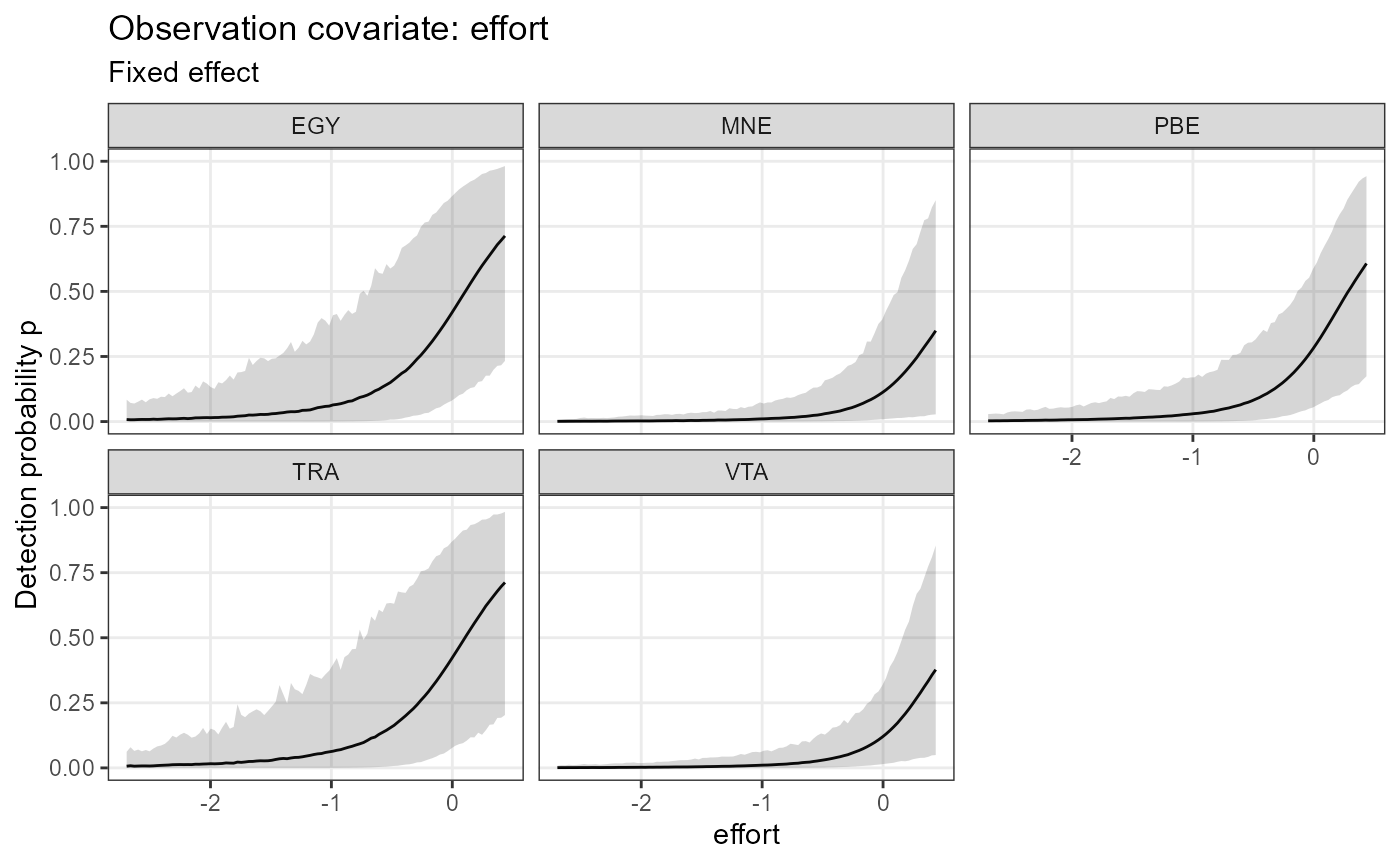 Observation covariate: effort
Fixed effect
EGY
MNE
PBE
1.00
0.75
0.50
0.25
0.00
-2
-1
0
TRA
VTA
1.00
0.75
0.50
0.25
0.00
-2
-1
0
-2
-1
0
effort
Detection probability p